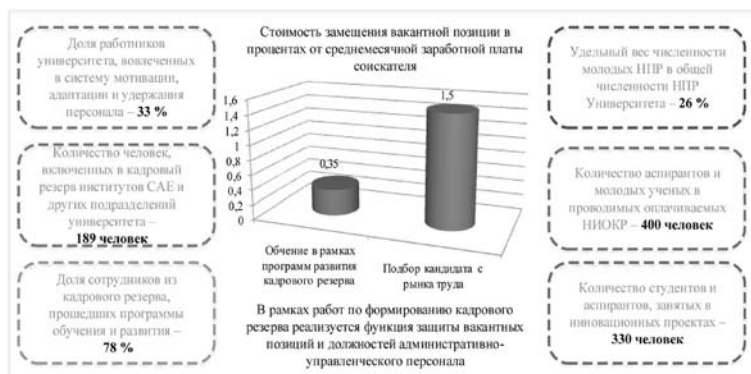 Доля работников
университета, вовлеченных
в систему мотивации,
адаптации и удержания
персонала – 33 %
Количество человек,
включенных в кадровый
резерв институтов САЕ и
других подразделений
университета –
189 человек
Доля сотрудников из
кадрового резерва,
прошедших программы
обучения и развития –
78 %
Стоимость замещения вакантной позиции в
процентах от среднемесячной заработной платы
соискателя
1,6
1,4
1,2
1
0,8
0,6
0,4
0,2
0
0,35
1,5
Обчение в рамках
программ развития
кадрового резерва
Подбор кандидата с
рынка труда
В рамках работ по формированию кадрового
резерва реализуется функция защиты вакантных
позиций и должностей административно-
управленческого персонала
Удельный вес численности
молодых НПР в общей
численности НПР
Университета – 26 %
Количество аспирантов и
молодых ученых в
проводимых оплачиваемых
НИОКР – 400 человек
Количество студентов и
аспирантов, занятых в
инновационных проектах –
330 человек